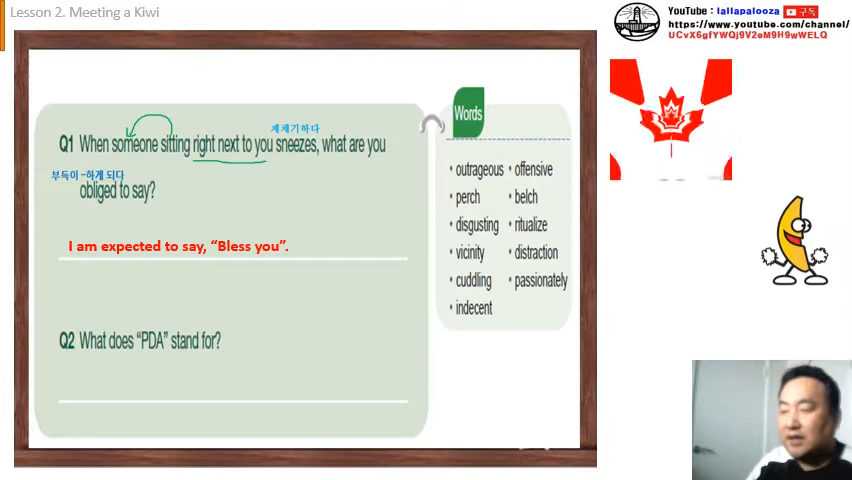 Lesson 2. Meeting a Kiwi
YouTube : lallapalooza 구독
https://www.youtube.com/channel/
UCvX6gfYWQj9V2eM9H9wWELQ
Words
재채기하다
Q1 When someone sitting right next to you sneezes, what are you
부득이 -하게 되다
obliged to say?
I am expected to say, “Bless you”.
Q2 What does “PDA” stand for?
• outrageous • offensive
• perch • belch
• disgusting • ritualize
• vicinity • distraction
• cuddling • passionately
• indecent